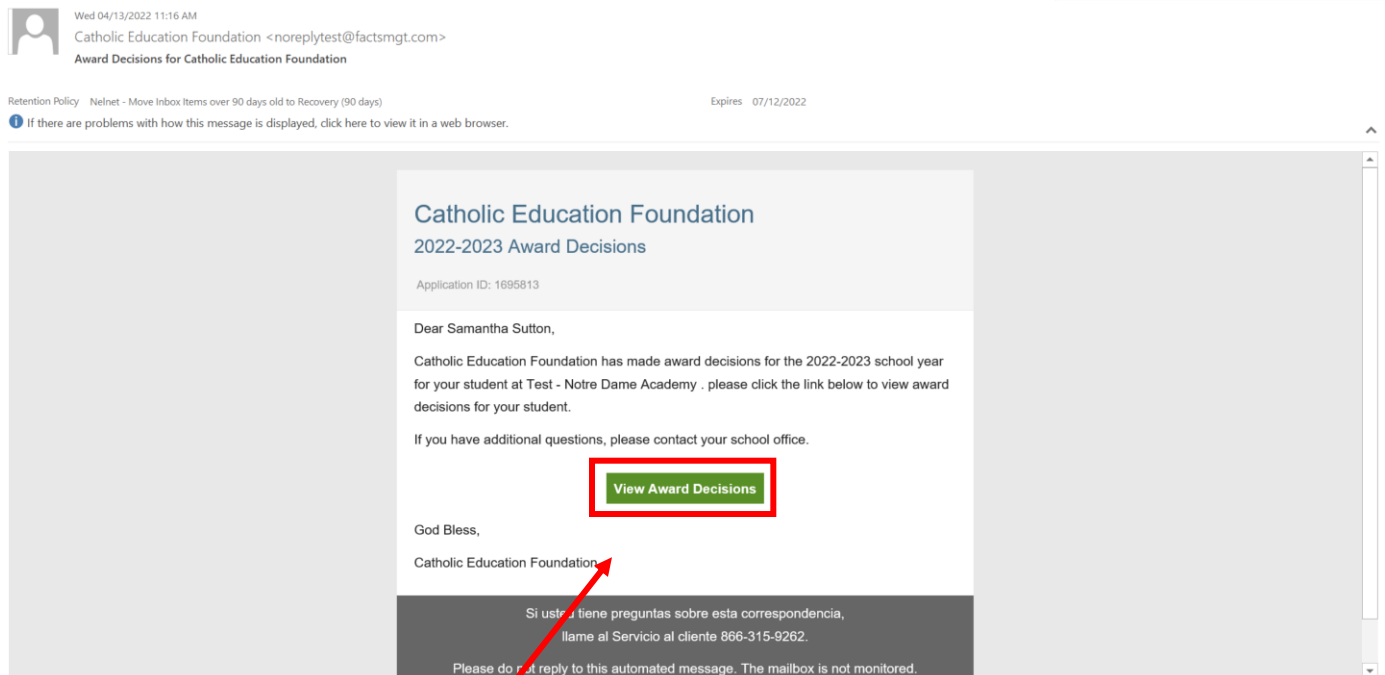 Wed 04/13/2022 11:16 AM
Catholic Education Foundation <noreplytest@factsmgt.com>
Award Decisions for Catholic Education Foundation
Retention Policy Nelnet - Move Inbox Items over 90 days old to Recovery (90 days) Expires 07/12/2022
If there are problems with how this message is displayed, click here to view it in a web browser.
Catholic Education Foundation
2022-2023 Award Decisions
Application ID: 1695813
Dear Samantha Sutton,
Catholic Education Foundation has made award decisions for the 2022-2023 school year
for your student at Test - Notre Dame Academy . please click the link below to view award
decisions for your student.
If you have additional questions, please contact your school office.
View Award Decisions
God Bless,
Catholic Education Foundation
Si usted tiene preguntas sobre esta correspondencia,
llame al Servicio al cliente 866-315-9262.
Please do not reply to this automated message. The mailbox is not monitored.